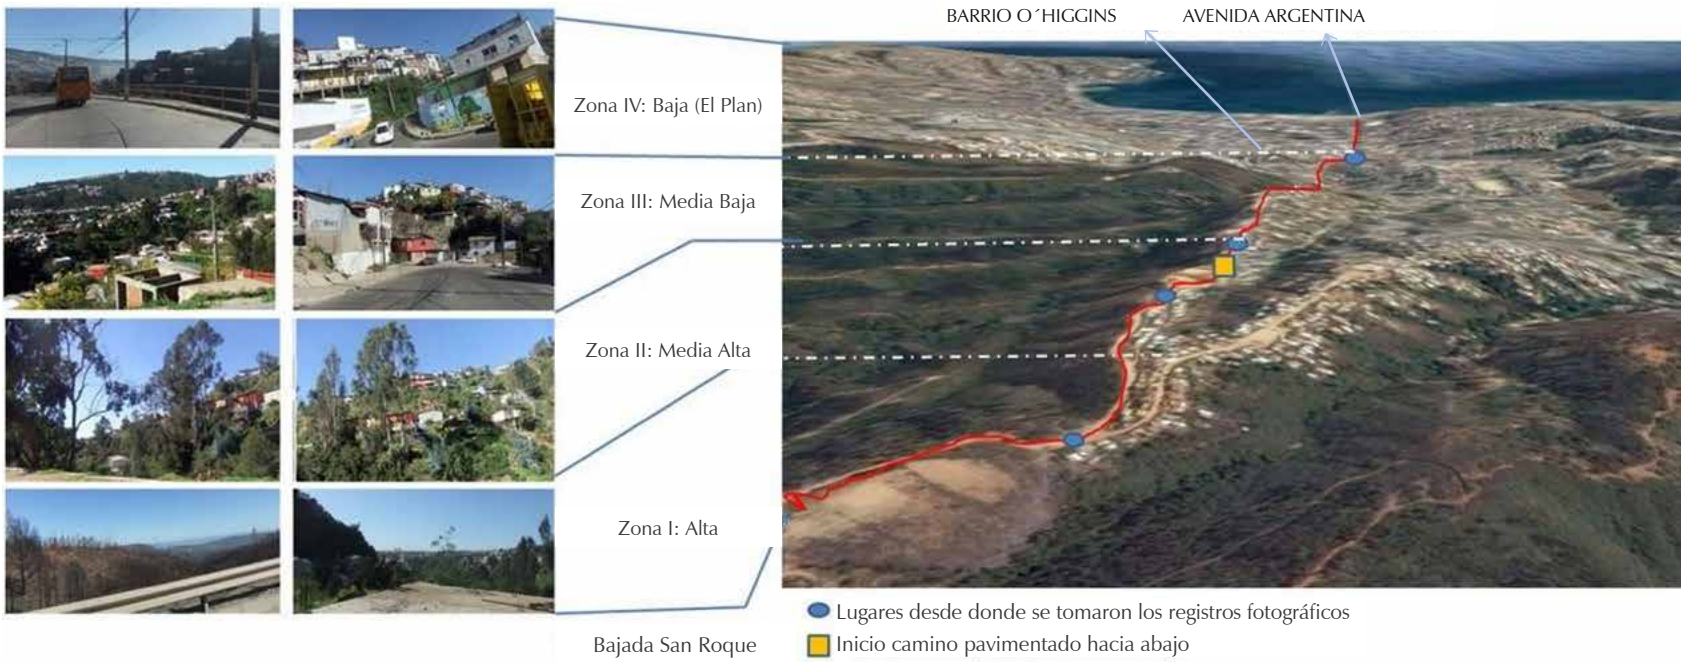 BARRIO O´HIGGINS
AVENIDA ARGENTINA
Zona IV: Baja (El Plan)
Zona III: Media Baja
Zona II: Media Alta
Zona I: Alta
Bajada San Roque
Lugares desde donde se tomaron los registros fotográficos
Inicio camino pavimentado hacia abajo